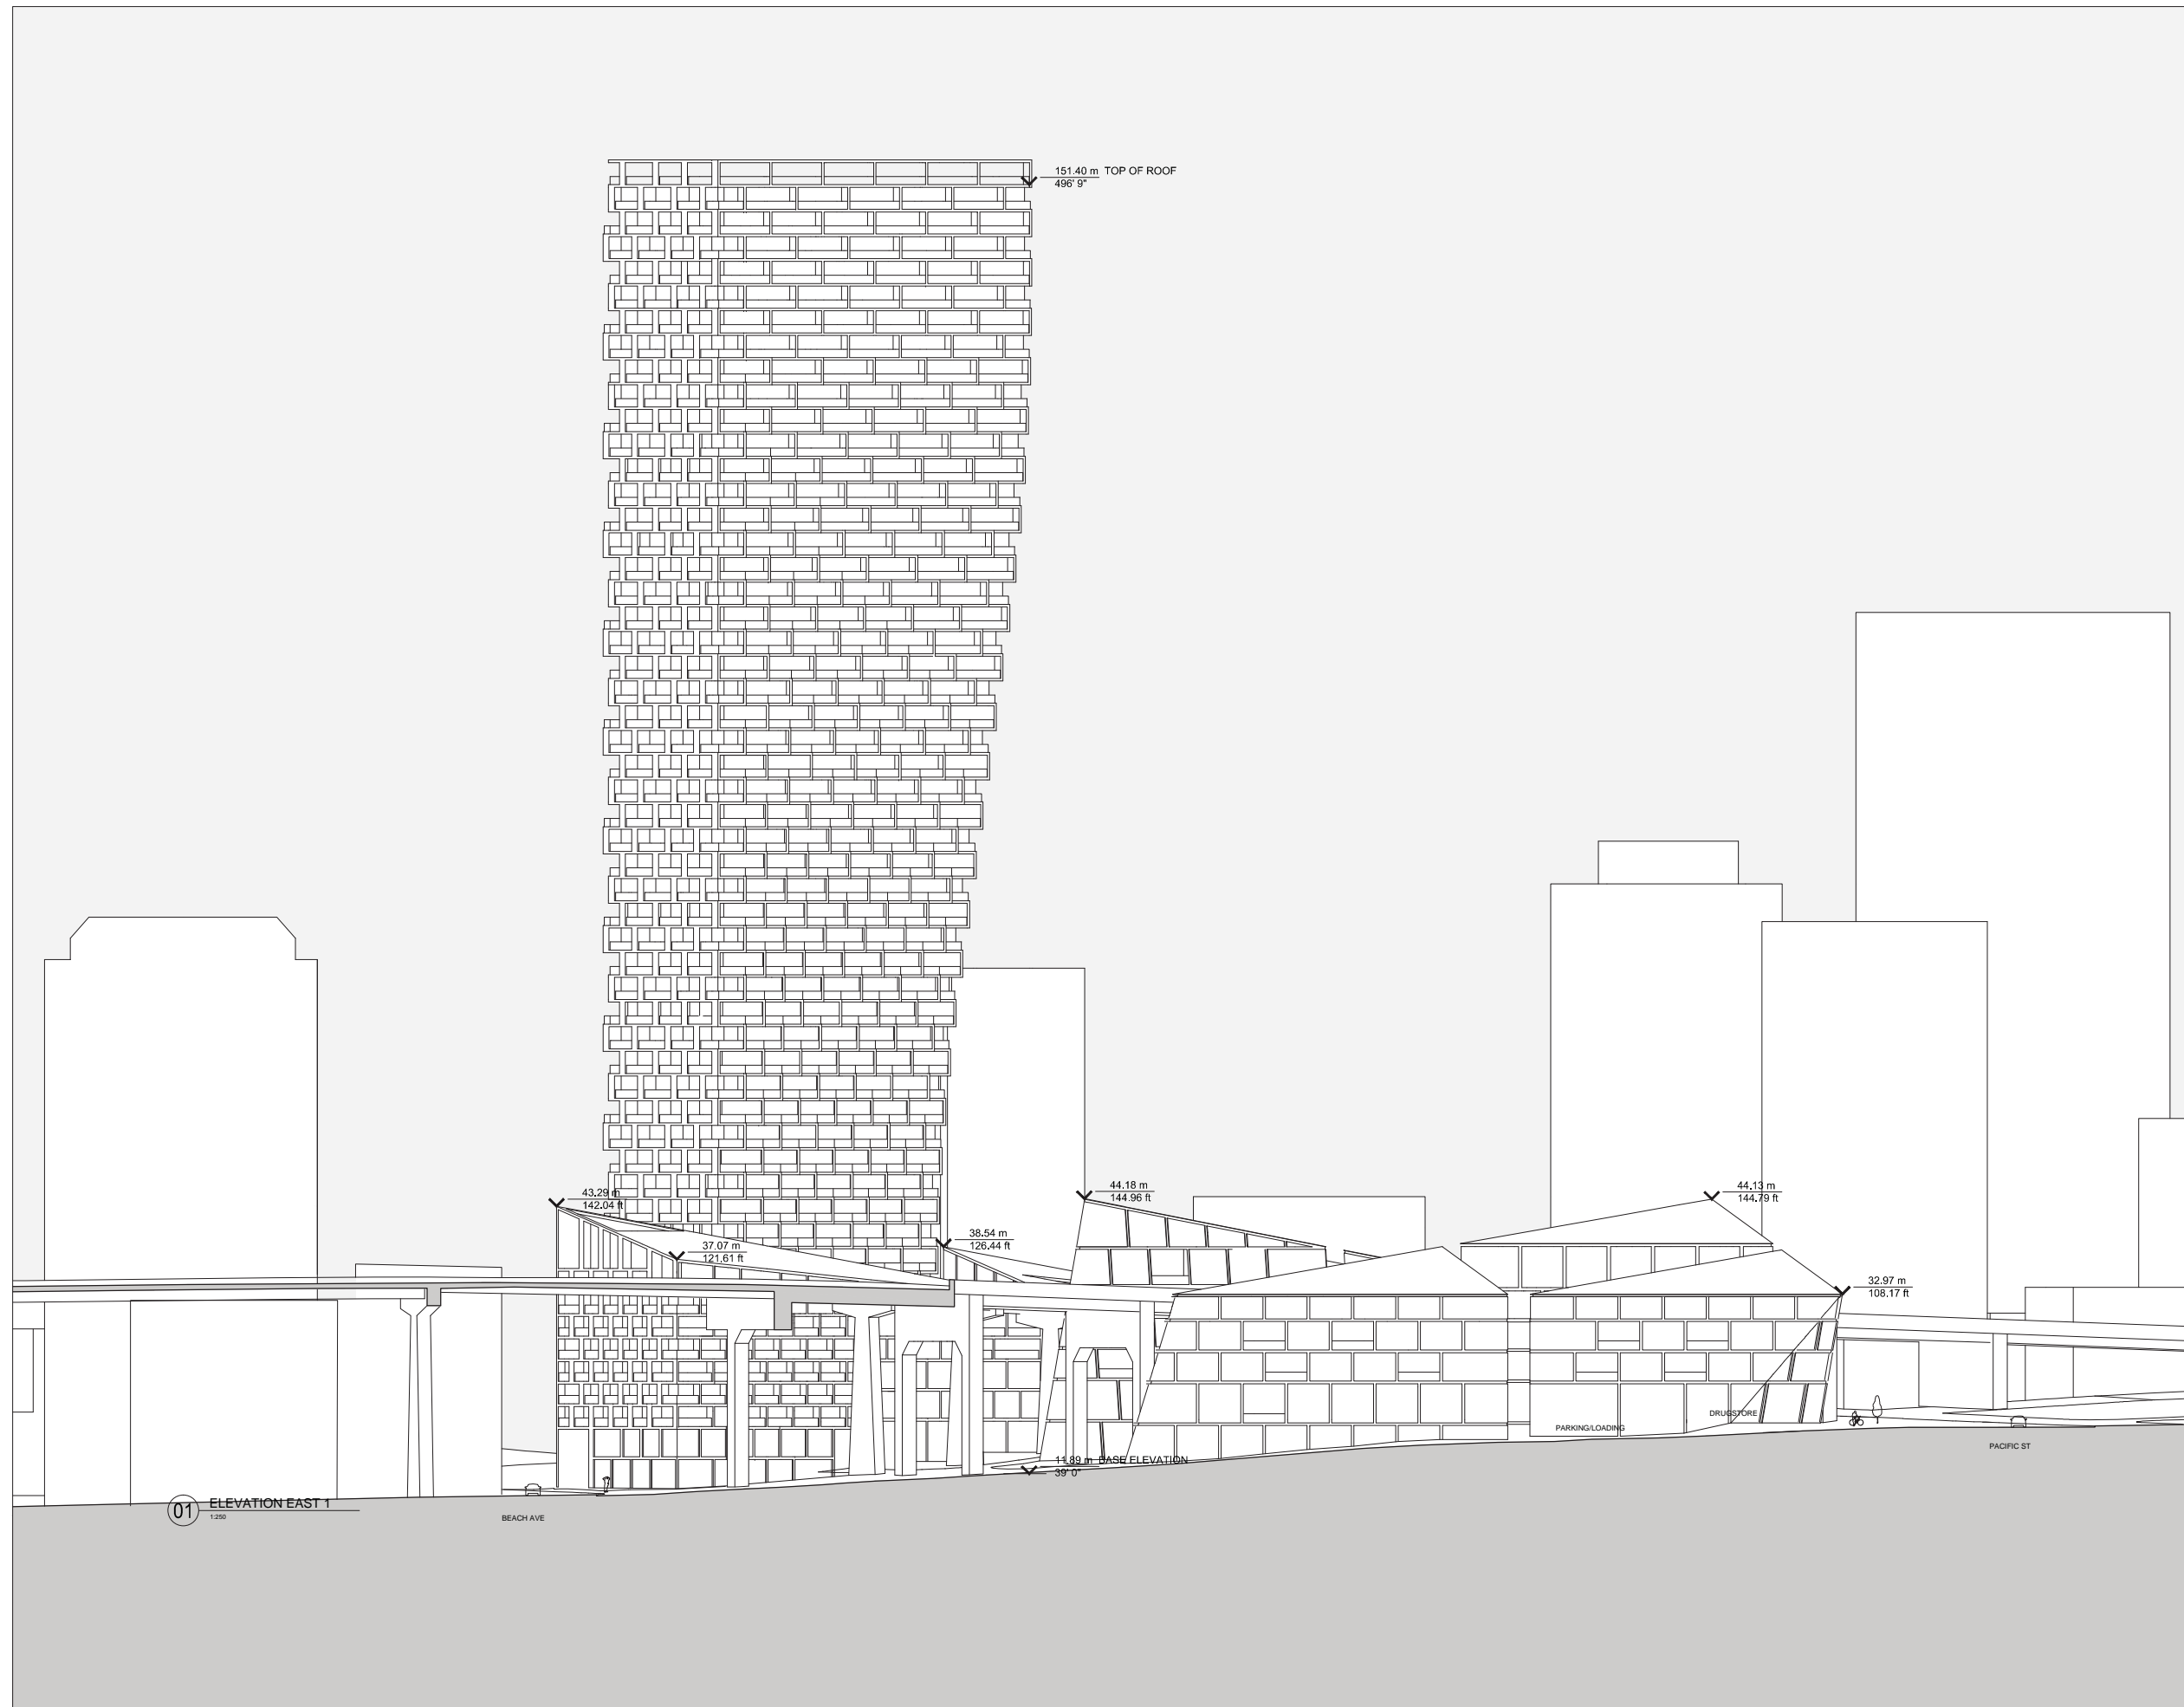 151.40 m TOP OF ROOF
496' 9"
43.29 m
142.04 ft
44.18 m
144.96 ft
44.13 m
144.79 ft
37.07 m
121.61 ft
38.54 m
126.44 ft
32.97 m
108.17 ft
DRUGSTORE
PARKING/LOADING
PACIFIC ST
11.89 m BASE ELEVATION
39' 0"
01 ELEVATION EAST 1
1:250
BEACH AVE